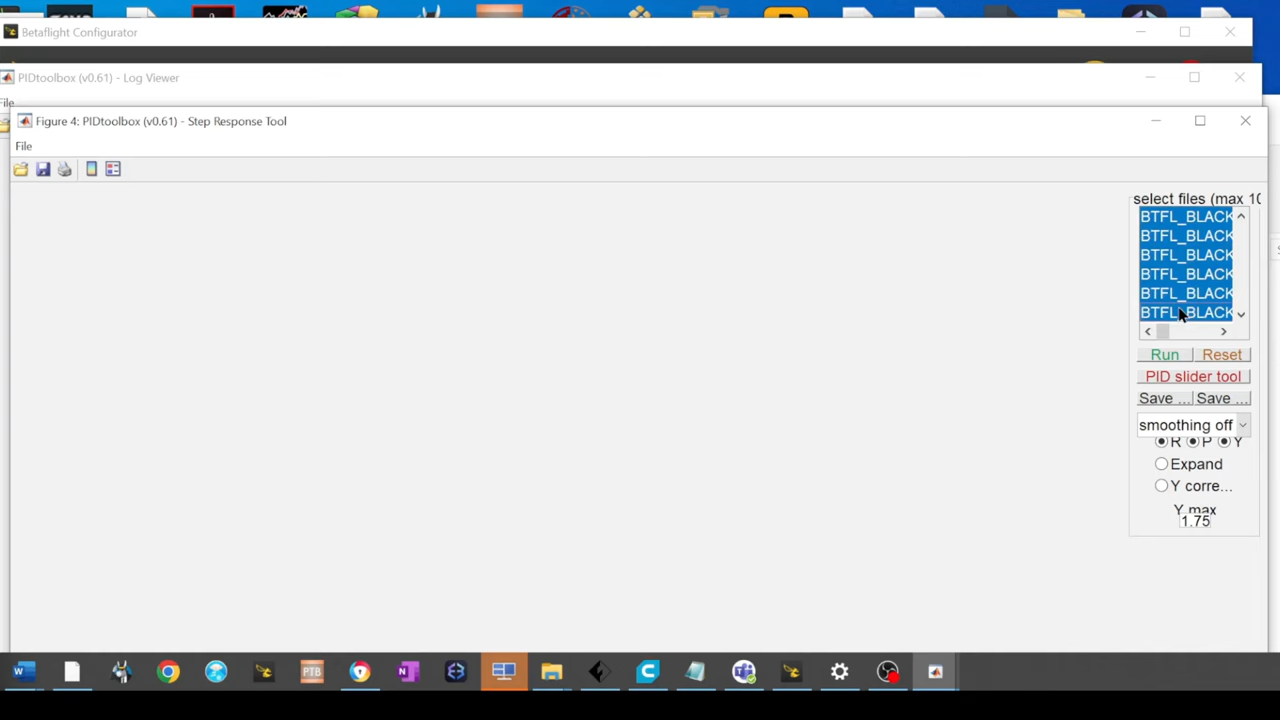 Betaflight Configurator
PIDtoolbox (v0.61) - Log Viewer
File
Figure 4: PIDtoolbox (v0.61) - Step Response Tool
File
select files (max 10
BTFL_BLACK
BTFL_BLACK
BTFL_BLACK
BTFL_BLACK
BTFL_BLACK
BTFL_BLACK
Run Reset
PID slider tool
Save ... Save ...
smoothing off
R P Y
Expand
Y corre...
Y max
1.75
PTB